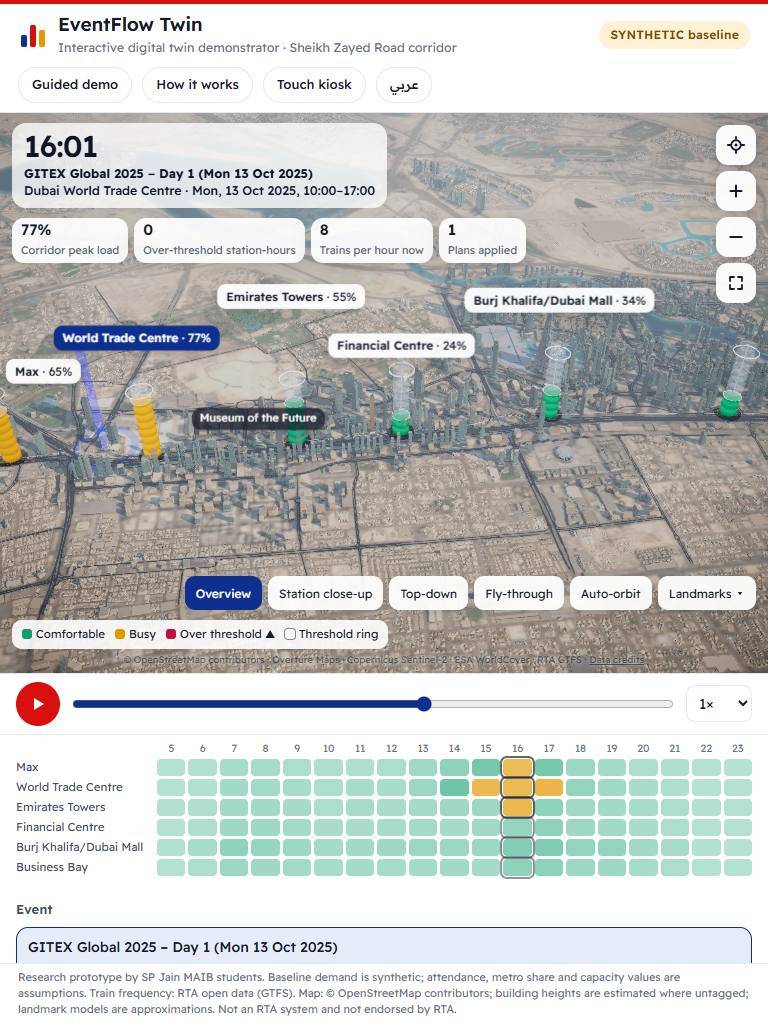 EventFlow Twin
Interactive digital twin demonstrator · Sheikh Zayed Road corridor
SYNTHETIC baseline
Guided demo
How it works
Touch kiosk
عربي
16:01
GITEX Global 2025 – Day 1 (Mon 13 Oct 2025)
Dubai World Trade Centre · Mon, 13 Oct 2025, 10:00–17:00
77%
Corridor peak load
0
Over-threshold station-hours
8
Trains per hour now
1
Plans applied
Emirates Towers · 55%
Burj Khalifa/Dubai Mall · 34%
World Trade Centre · 77%
Financial Centre · 24%
Max · 65%
Museum of the Future
Overview
Station close-up
Top-down
Fly-through
Auto-orbit
Landmarks
Comfortable
Busy
Over threshold ▲
Threshold ring
© OpenStreetMap contributors · Overture Maps · Copernicus Sentinel-2 · ESA WorldCover · RTA GTFS · Data credits
1×
5 6 7 8 9 10 11 12 13 14 15 16 17 18 19 20 21 22 23
Max
World Trade Centre
Emirates Towers
Financial Centre
Burj Khalifa/Dubai Mall
Business Bay
Event
GITEX Global 2025 – Day 1 (Mon 13 Oct 2025)
Research prototype by SP Jain MAIB students. Baseline demand is synthetic; attendance, metro share and capacity values are
assumptions. Train frequency: RTA open data (GTFS). Map: © OpenStreetMap contributors; building heights are estimated where untagged;
landmark models are approximations. Not an RTA system and not endorsed by RTA.